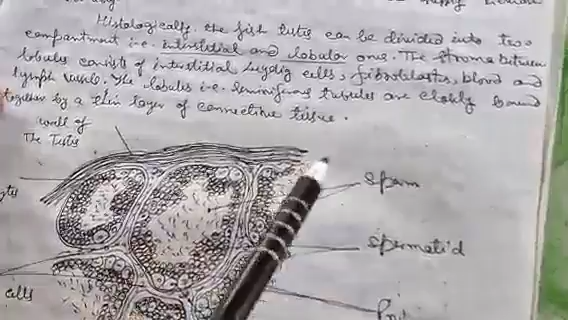 Histologically, the fish testis can be divided into two
compartment i.e. interstitial and lobular ones. The stroma between
lobules consists of interstitial leydig cells, fibroblasts, blood and
lymph vessels. The lobules i.e. seminiferous tubules are closely bound
together by a thin layer of connective tissue.
wall of
The Testis
sperm
spermatid
cells